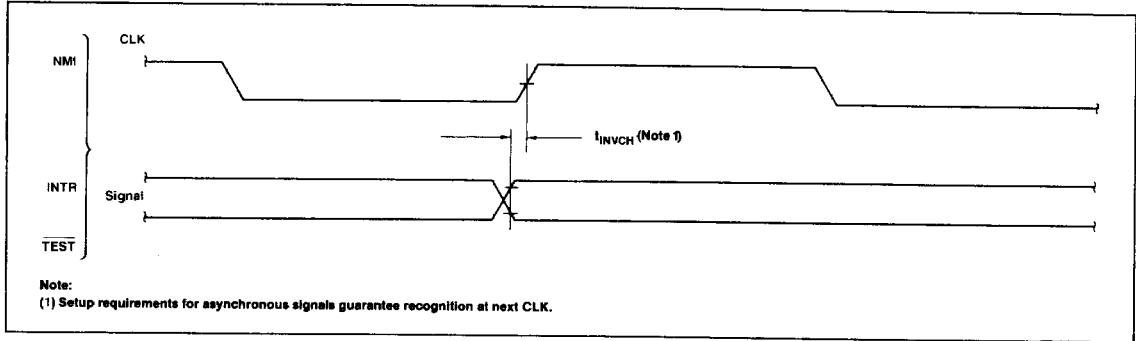 CLK
NMI
t_INVCH (Note 1)
INTR
Signal
TEST
Note:
(1) Setup requirements for asynchronous signals guarantee recognition at next CLK.